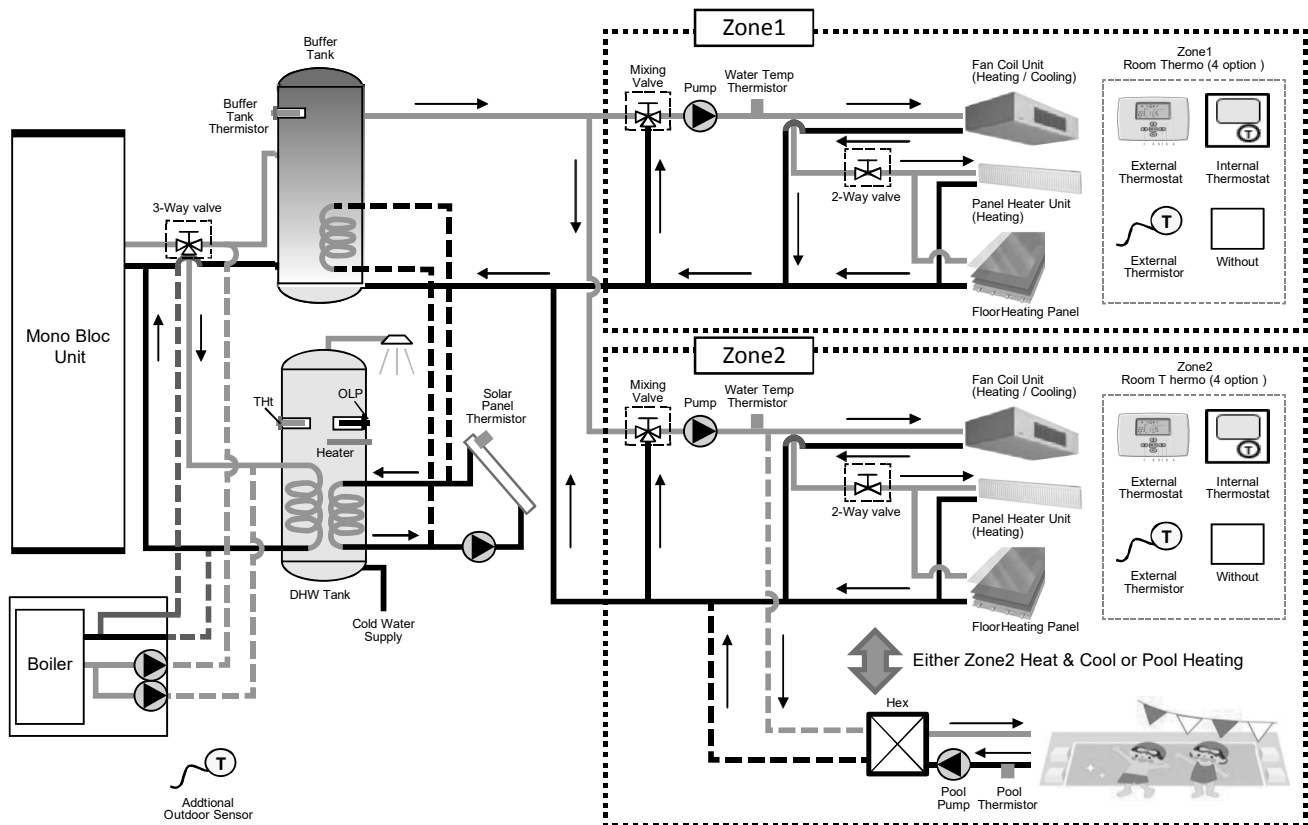 Zone1
Buffer
Tank
Buffer
Tank
Thermistor
Mixing
Valve
Pump
Water Temp
Thermistor
Fan Coil Unit
(Heating / Cooling)
2-Way valve
Panel Heater Unit
(Heating)
FloorHeating Panel
Zone1
Room Thermo (4 option )
External
Thermostat
Internal
Thermostat
T
T
External
Thermistor
Without
3-Way valve
Mono Bloc
Unit
THt
OLP
Heater
Solar
Panel
Thermistor
DHW Tank
Cold Water
Supply
Boiler
T
Addtional
Outdoor Sensor
Zone2
Mixing
Valve
Pump
Water Temp
Thermistor
Fan Coil Unit
(Heating / Cooling)
2-Way valve
Panel Heater Unit
(Heating)
FloorHeating Panel
Zone2
Room T hermo (4 option )
External
Thermostat
Internal
Thermostat
T
T
External
Thermistor
Without
Either Zone2 Heat & Cool or Pool Heating
Hex
Pool
Pump
Pool
Thermistor